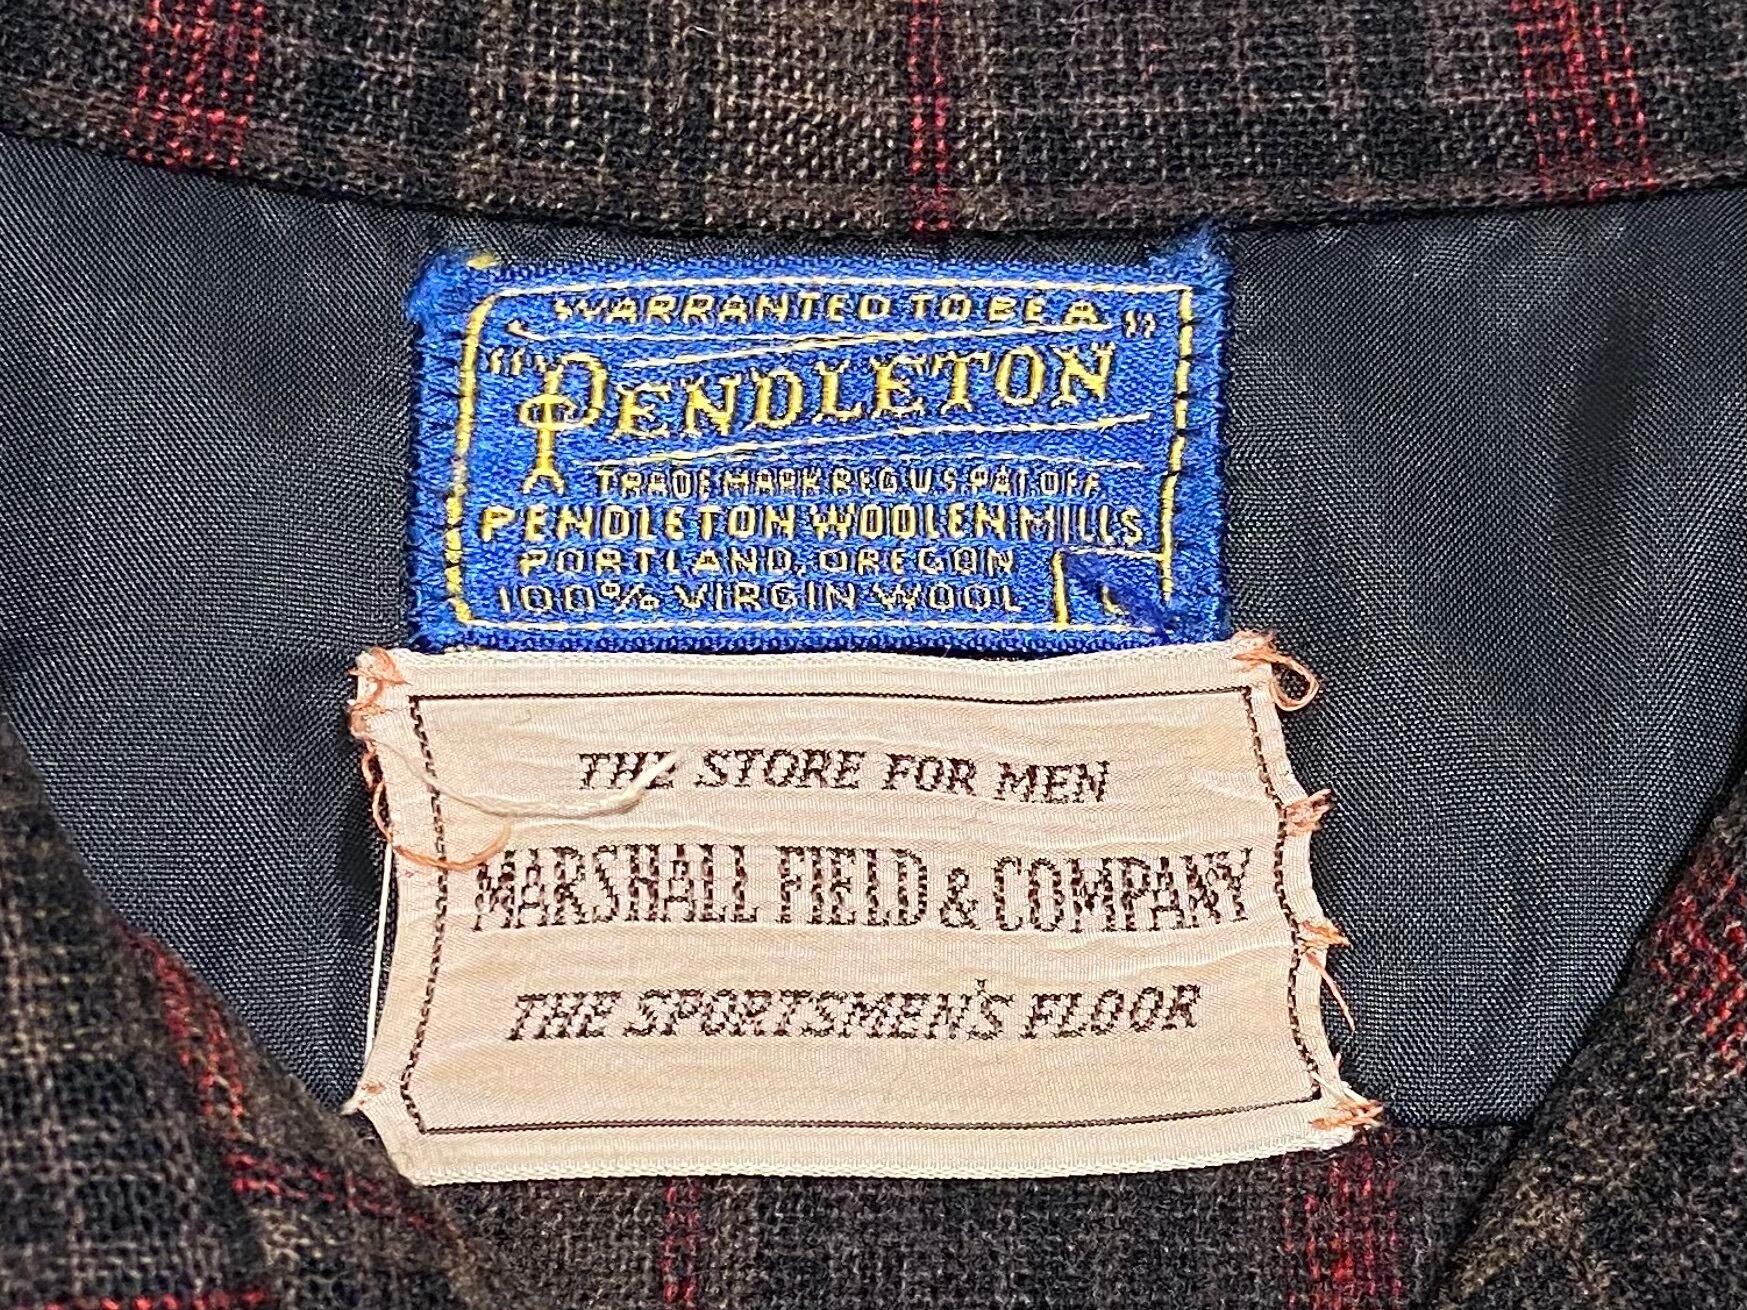 WARRANTED TO BE A
"PENDLETON"
TRADE MARK REG. U.S. PAT. OFF.
PENDLETON WOOLEN MILLS
PORTLAND, OREGON
100% VIRGIN WOOL
THE STORE FOR MEN
MARSHALL FIELD & COMPANY
THE SPORTSMEN'S FLOOR